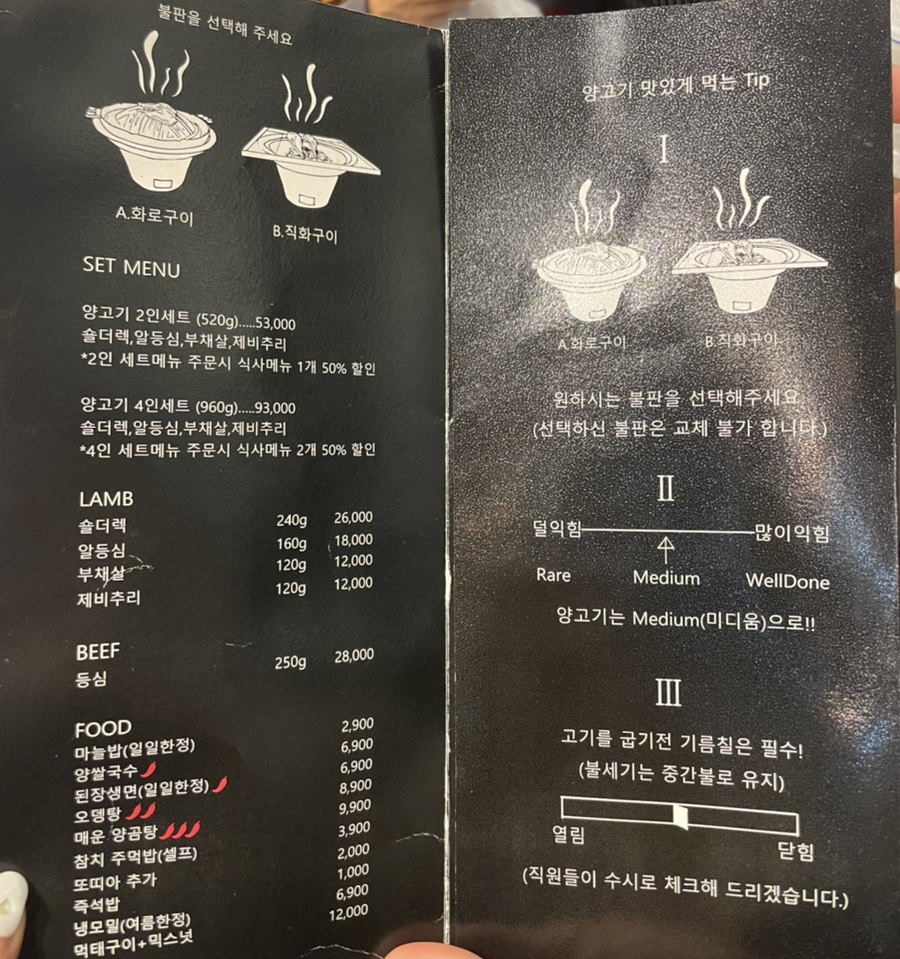 불판을 선택해 주세요
A.화로구이
B.직화구이
SET MENU
양고기 2인세트 (520g).....53,000
숄더렉,알등심,부채살,제비추리
*2인 세트메뉴 주문시 식사메뉴 1개 50% 할인
양고기 4인세트 (960g).....93,000
숄더렉,알등심,부채살,제비추리
*4인 세트메뉴 주문시 식사메뉴 2개 50% 할인
LAMB
숄더렉 240g 26,000
알등심 160g 18,000
부채살 120g 12,000
제비추리 120g 12,000
BEEF
등심 250g 28,000
FOOD
마늘밥(일일한정) 2,900
양쌀국수 6,900
된장생면(일일한정) 6,900
오뎅탕 8,900
매운 양곰탕 9,900
참치 주먹밥(셀프) 3,900
또띠아 추가 2,000
즉석밥 1,000
냉모밀(여름한정) 6,900
먹태구이+믹스넛 12,000
양고기 맛있게 먹는 Tip
I
A.화로구이
B.직화구이
원하시는 불판을 선택해주세요.
(선택하신 불판은 교체 불가 합니다.)
II
덜익힘 많이익힘
Rare Medium WellDone
양고기는 Medium(미디움)으로!!
III
고기를 굽기전 기름칠은 필수!
(불세기는 중간불로 유지)
열림
닫힘
(직원들이 수시로 체크해 드리겠습니다.)